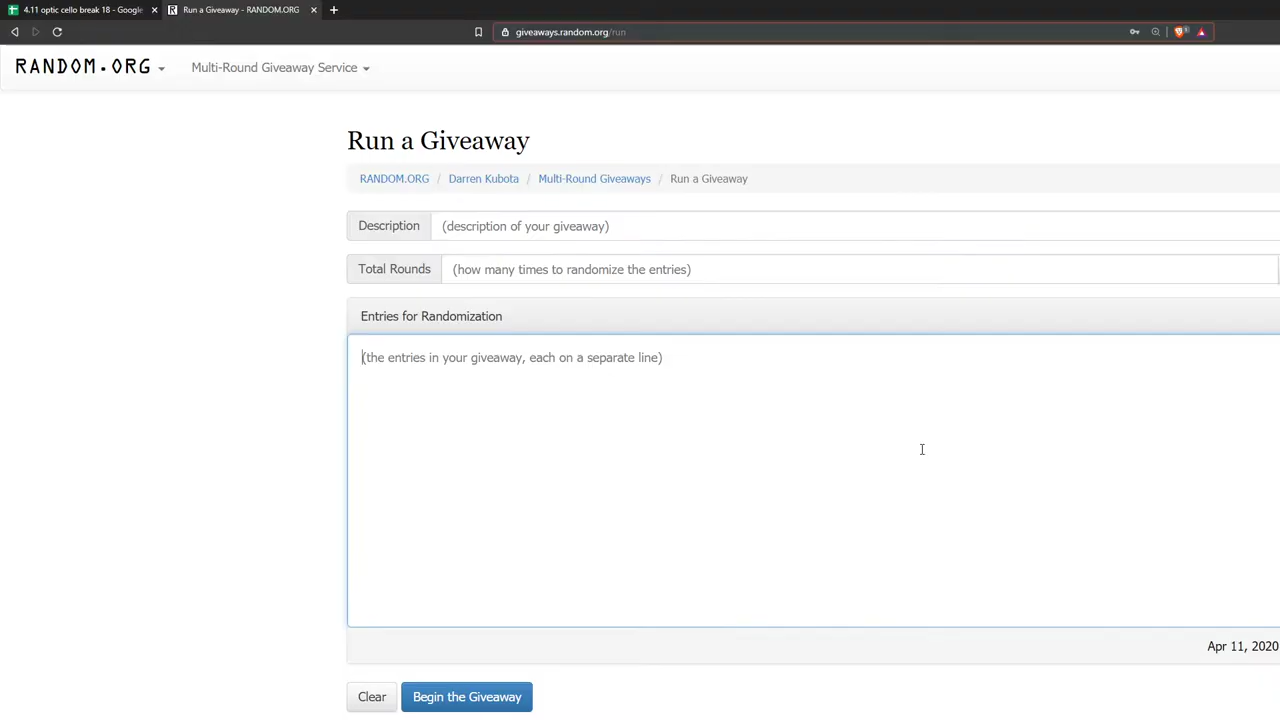 4.11 optic cello break 18 - Google
Run a Giveaway - RANDOM.ORG
giveaways.random.org/run
RANDOM.ORG
Multi-Round Giveaway Service
Run a Giveaway
RANDOM.ORG / Darren Kubota / Multi-Round Giveaways / Run a Giveaway
Description (description of your giveaway)
Total Rounds (how many times to randomize the entries)
Entries for Randomization
(the entries in your giveaway, each on a separate line)
Apr 11, 2020
Clear Begin the Giveaway